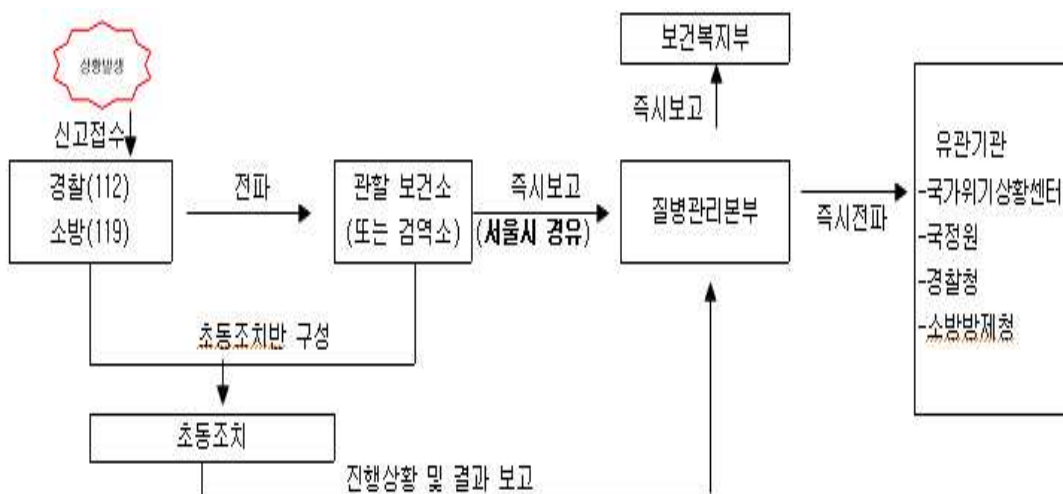 상황발생
신고접수
경찰(112)
소방(119)
전파
관할 보건소
(또는 검역소)
즉시보고
(서울시 경유)
질병관리본부
즉시보고
보건복지부
즉시전파
유관기관
-국가위기상황센터
-국정원
-경찰청
-소방방제청
초동조치반 구성
초동조치
진행상황 및 결과 보고